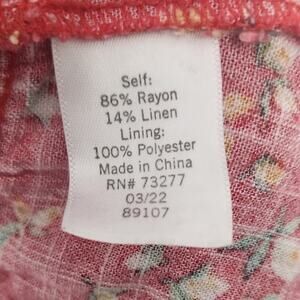 Self:
86% Rayon
14% Linen
Lining:
100% Polyester
Made in China
RN# 73277
03/22
89107